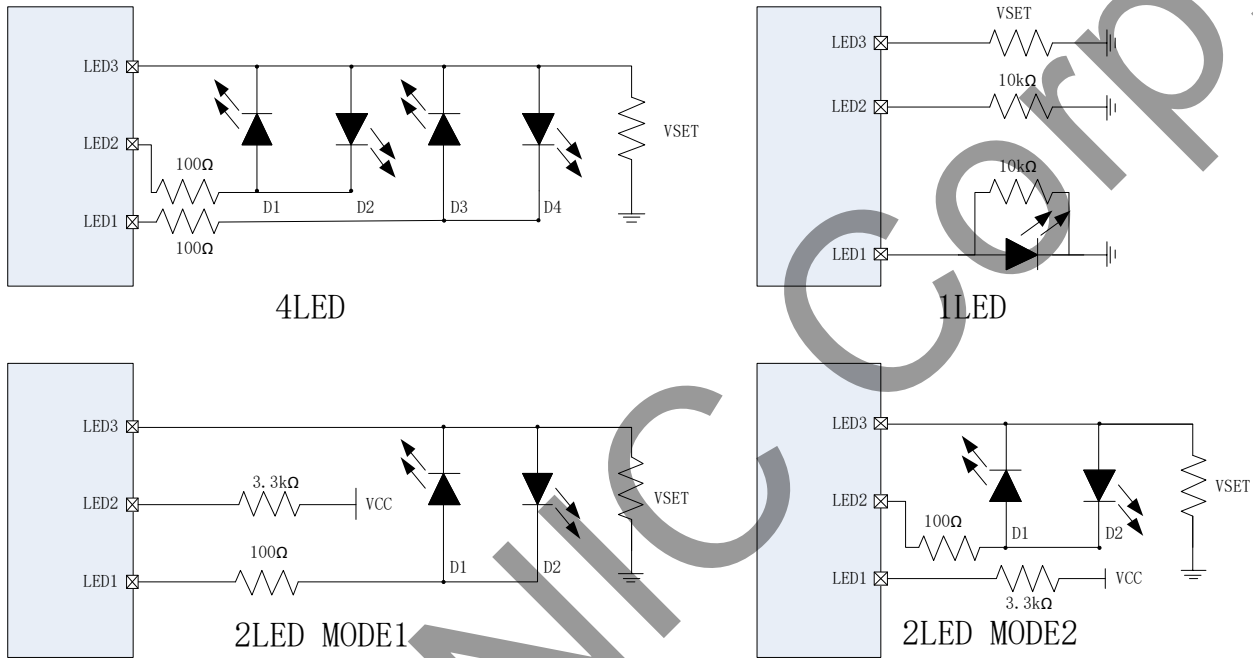 LED3
LED2
LED1
100Ω
100Ω
D1 D2 D3 D4
VSET
4LED
VSET
LED3
10kΩ
LED2
10kΩ
LED1
1LED
LED3
3.3kΩ
LED2
VCC
VSET
100Ω
LED1
D1 D2
2LED MODE1
LED3
LED2
VSET
100Ω
D1 D2
LED1
VCC
3.3kΩ
2LED MODE2
Corp